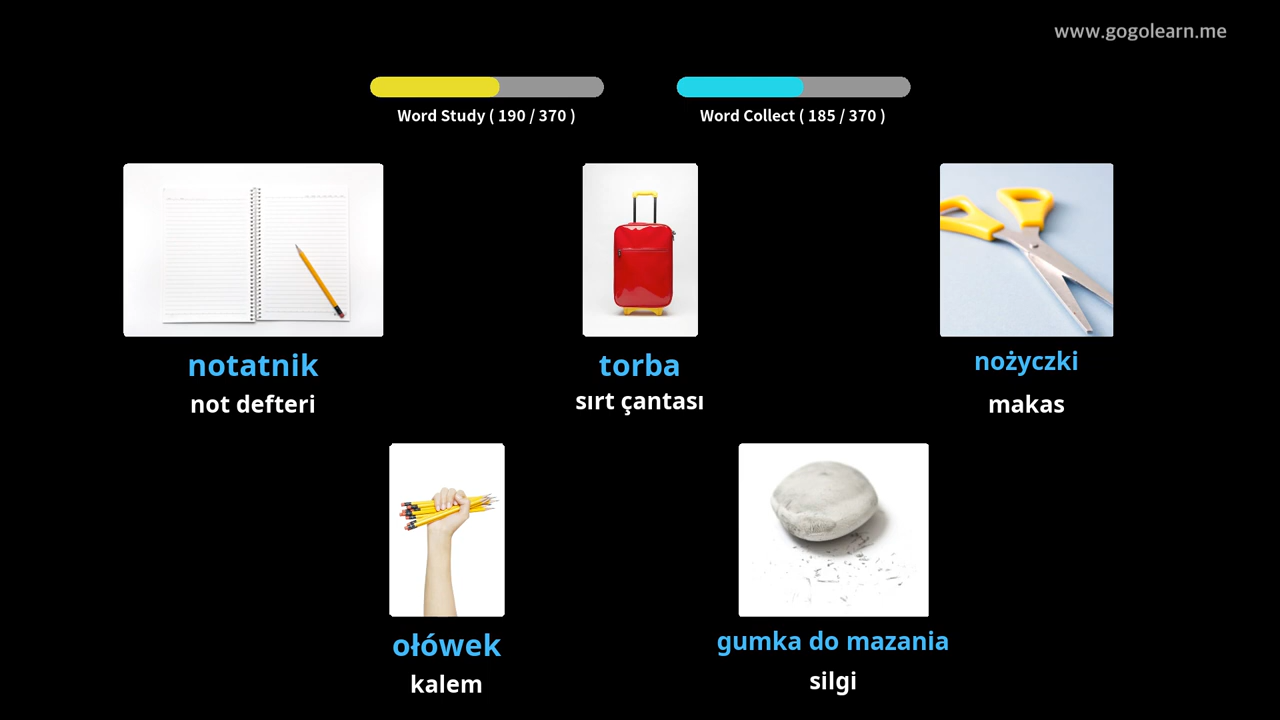 www.gogolearn.me
Word Study ( 190 / 370 )
Word Collect ( 185 / 370 )
notatnik
not defteri
torba
sırt çantası
nożyczki
makas
ołówek
kalem
gumka do mazania
silgi